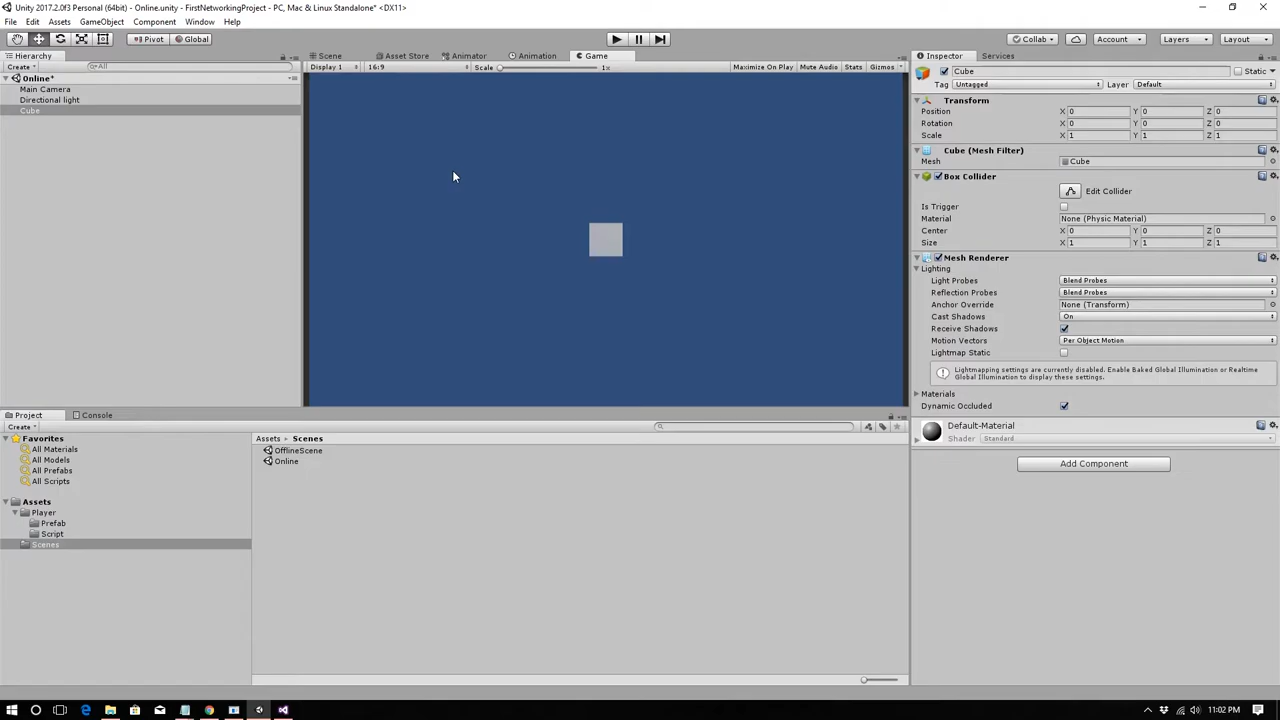 Unity 2017.2.0f3 Personal (64bit) - Online.unity - FirstNetworkingProject - PC, Mac & Linux Standalone* <DX11>
File Edit Assets GameObject Component Window Help
Pivot Global Collab Account Layers Layout
Hierarchy
Create All
Online*
Main Camera
Directional light
Cube
Scene Asset Store Animator Animation Game
Display 1 16:9 Scale 1x Maximize On Play Mute Audio Stats Gizmos
Project Console
Create
Favorites
All Materials
All Models
All Prefabs
All Scripts
Assets
Player
Prefab
Script
Scenes
Assets Scenes
OfflineScene
Online
Inspector Services
Cube Static
Tag Untagged Layer Default
Transform
Position X 0 Y 0 Z 0
Rotation X 0 Y 0 Z 0
Scale X 1 Y 1 Z 1
Cube (Mesh Filter)
Mesh Cube
Box Collider
Edit Collider
Is Trigger
Material None (Physic Material)
Center X 0 Y 0 Z 0
Size X 1 Y 1 Z 1
Mesh Renderer
Lighting
Light Probes Blend Probes
Reflection Probes Blend Probes
Anchor Override None (Transform)
Cast Shadows On
Receive Shadows
Motion Vectors Per Object Motion
Lightmap Static
Lightmapping settings are currently disabled. Enable Baked Global Illumination or Realtime
Global Illumination to display these settings.
Materials
Dynamic Occluded
Default-Material
Shader Standard
Add Component
11:02 PM